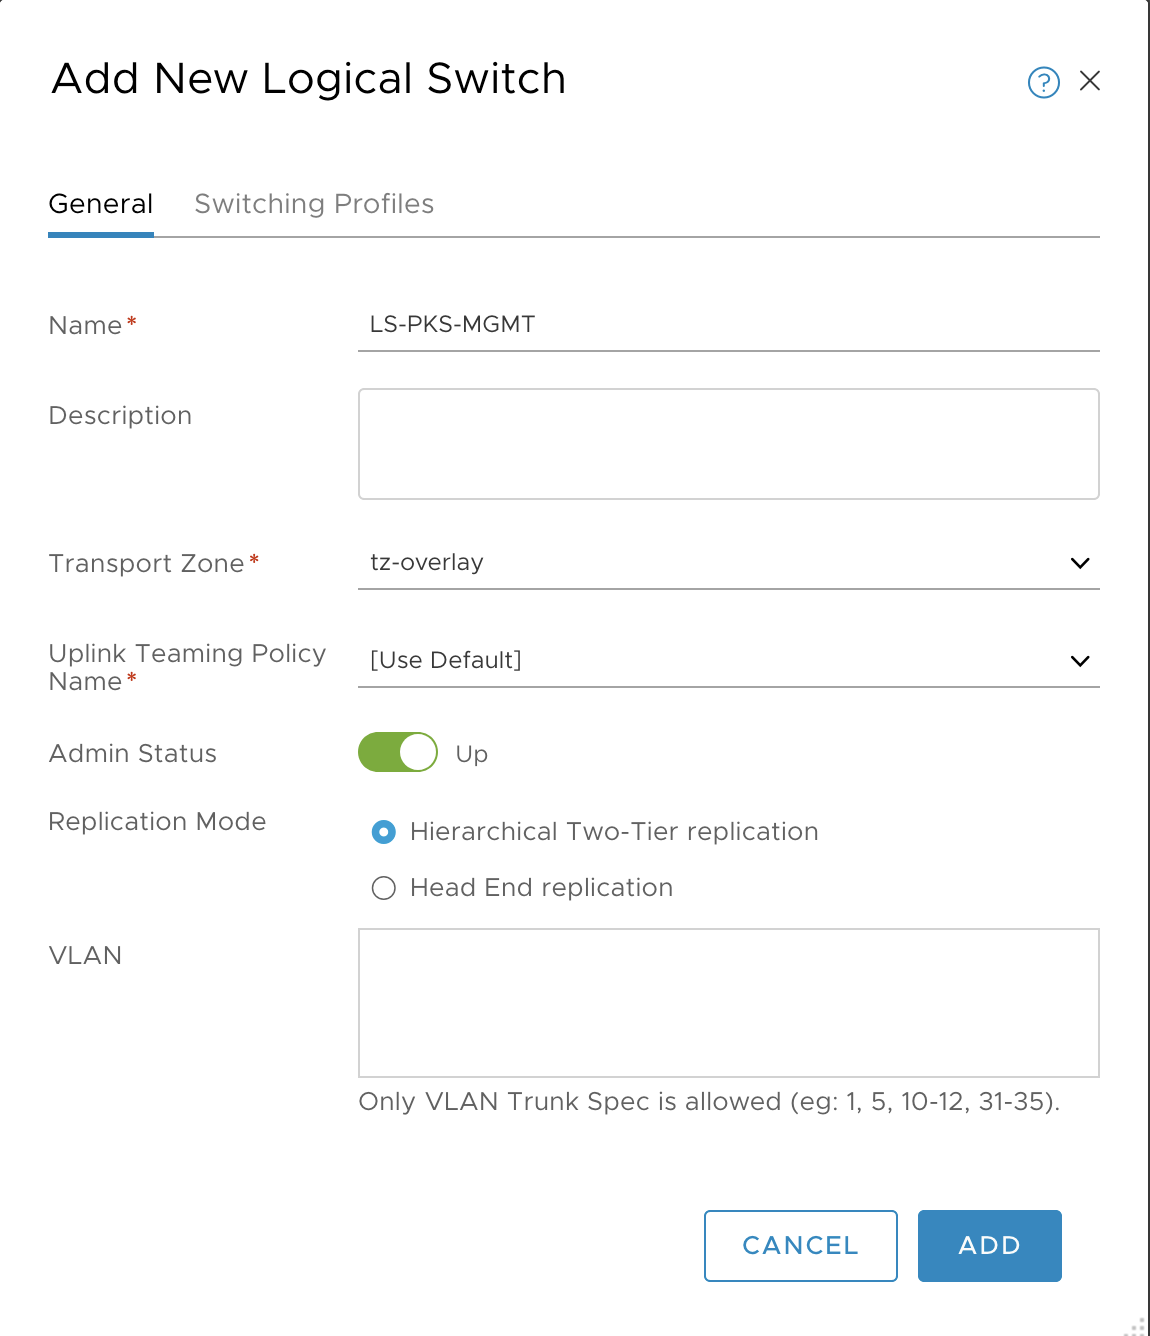 Add New Logical Switch
?
General Switching Profiles
Name*
LS-PKS-MGMT
Description
Transport Zone*
tz-overlay
Uplink Teaming Policy
Name*
[Use Default]
Admin Status
Up
Replication Mode
Hierarchical Two-Tier replication
Head End replication
VLAN
Only VLAN Trunk Spec is allowed (eg: 1, 5, 10-12, 31-35).
CANCEL
ADD